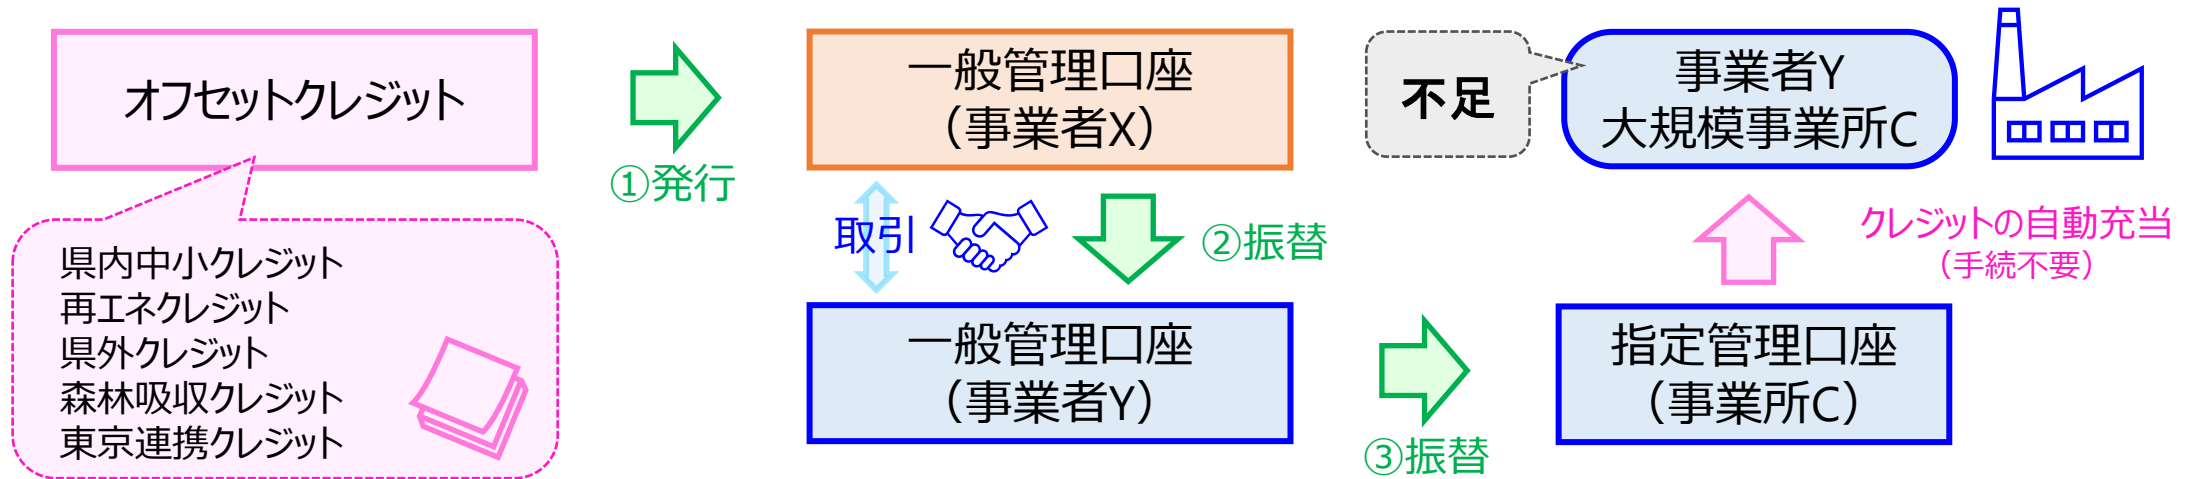 オフセットクレジット
県内中小クレジット
再エネクレジット
県外クレジット
森林吸収クレジット
東京連携クレジット
①発行
一般管理口座
（事業者X）
取引
②振替
一般管理口座
（事業者Y）
③振替
不足
事業者Y
大規模事業所C
クレジットの自動充当
（手続不要）
指定管理口座
（事業所C）